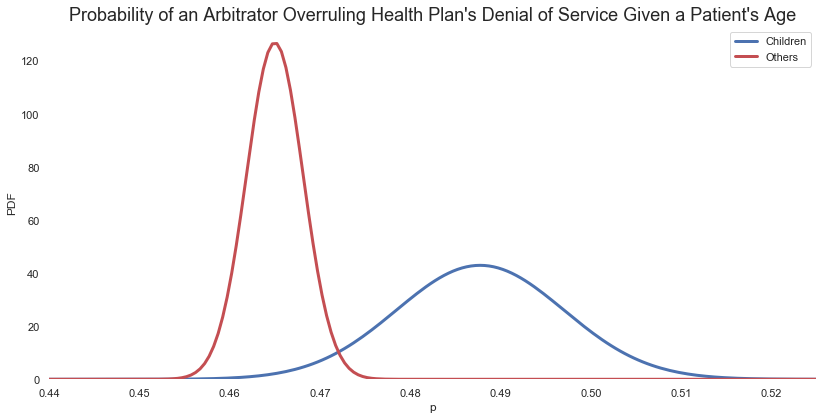 Probability of an Arbitrator Overruling Health Plan's Denial of Service Given a Patient's Age
Children
Others
120
100
80
60
40
20
0
PDF
0.44 0.45 0.46 0.47 0.48 0.49 0.50 0.51 0.52
p